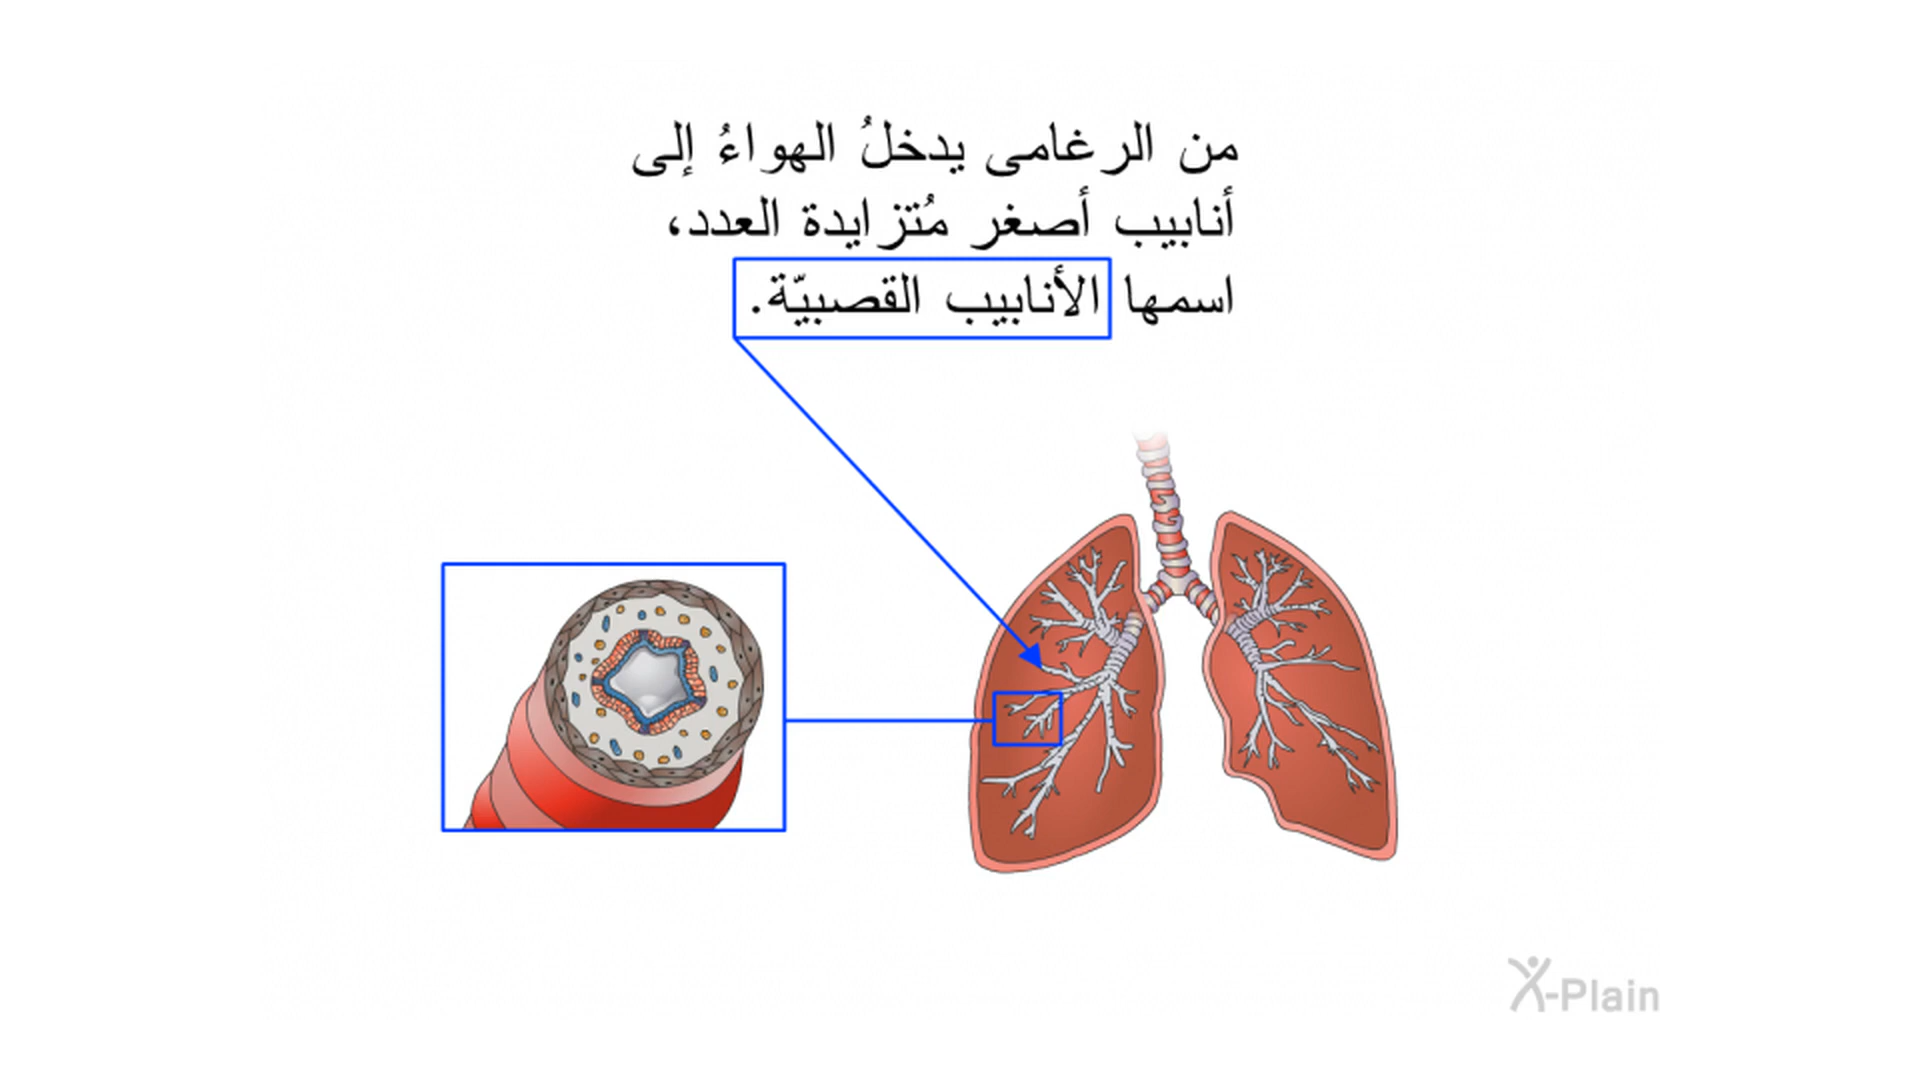 من الرغامى يدخلُ الهواءُ إلى
أنابيب أصغر مُتزايدة العدد،
اسمها الأنابيب القصبيّة.
X-Plain